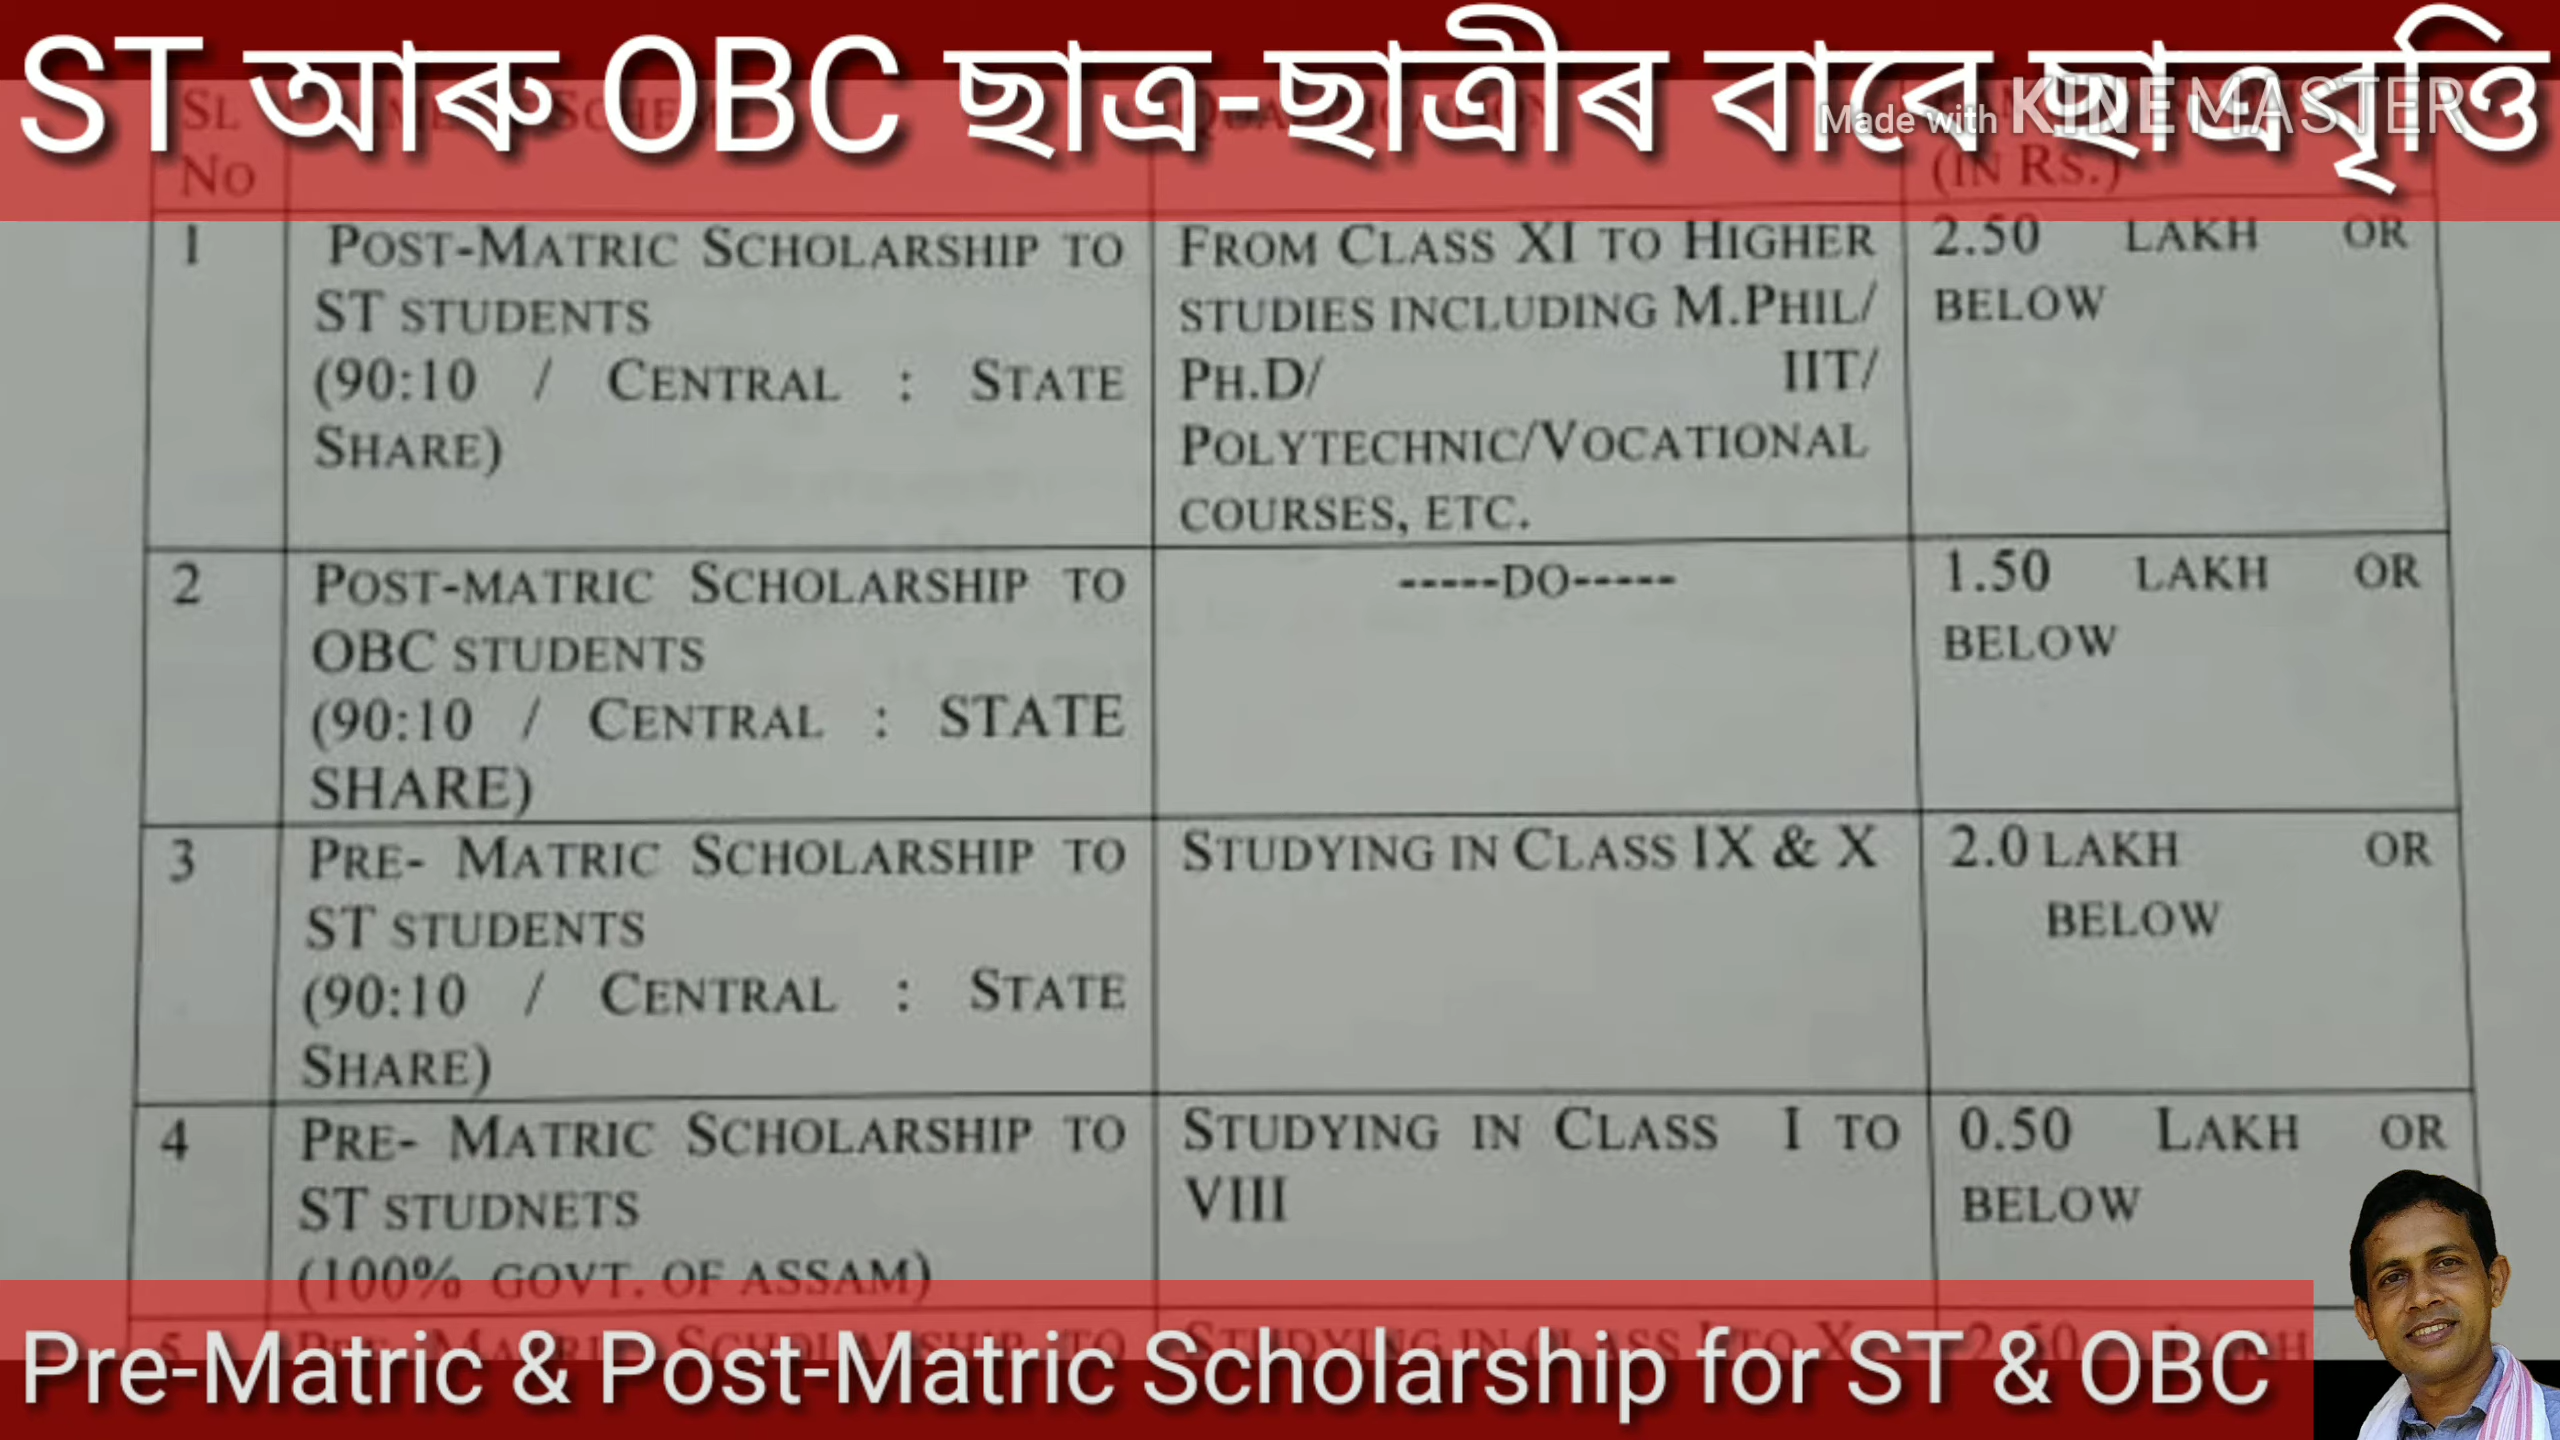 ST আৰু OBC ছাত্ৰ-ছাত্ৰীৰ বাবে ছাত্ৰবৃত্তি
Made with KINEMASTER
SL
NO
(IN RS.)
1
POST-MATRIC SCHOLARSHIP TO
ST STUDENTS
(90:10 / CENTRAL : STATE
SHARE)
FROM CLASS XI TO HIGHER
STUDIES INCLUDING M.PHIL/
PH.D/ IIT/
POLYTECHNIC/VOCATIONAL
COURSES, ETC.
2.50 LAKH OR
BELOW
2
POST-MATRIC SCHOLARSHIP TO
OBC STUDENTS
(90:10 / CENTRAL : STATE
SHARE)
-----DO-----
1.50 LAKH OR
BELOW
3
PRE- MATRIC SCHOLARSHIP TO
ST STUDENTS
(90:10 / CENTRAL : STATE
SHARE)
STUDYING IN CLASS IX & X
2.0 LAKH OR
BELOW
4
PRE- MATRIC SCHOLARSHIP TO
ST STUDNETS
(100% GOVT. OF ASSAM)
STUDYING IN CLASS I TO
VIII
0.50 LAKH OR
BELOW
Pre-Matric & Post-Matric Scholarship for ST & OBC